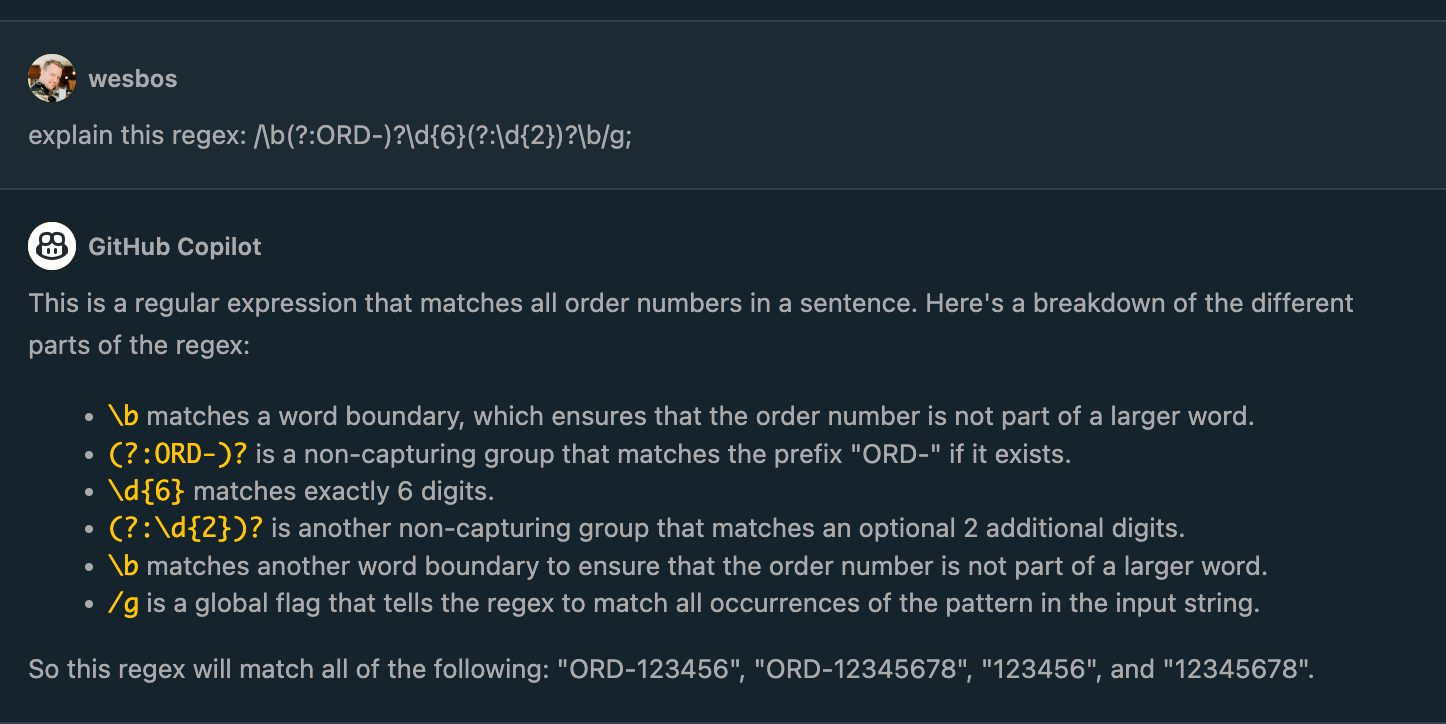 wesbos
explain this regex: /\b(?:ORD-)?\d{6}(?:\d{2})?\b/g;
GitHub Copilot
This is a regular expression that matches all order numbers in a sentence. Here's a breakdown of the different
parts of the regex:
• \b matches a word boundary, which ensures that the order number is not part of a larger word.
• (?:ORD-)? is a non-capturing group that matches the prefix "ORD-" if it exists.
• \d{6} matches exactly 6 digits.
• (?:\d{2})? is another non-capturing group that matches an optional 2 additional digits.
• \b matches another word boundary to ensure that the order number is not part of a larger word.
• /g is a global flag that tells the regex to match all occurrences of the pattern in the input string.
So this regex will match all of the following: "ORD-123456", "ORD-12345678", "123456", and "12345678".